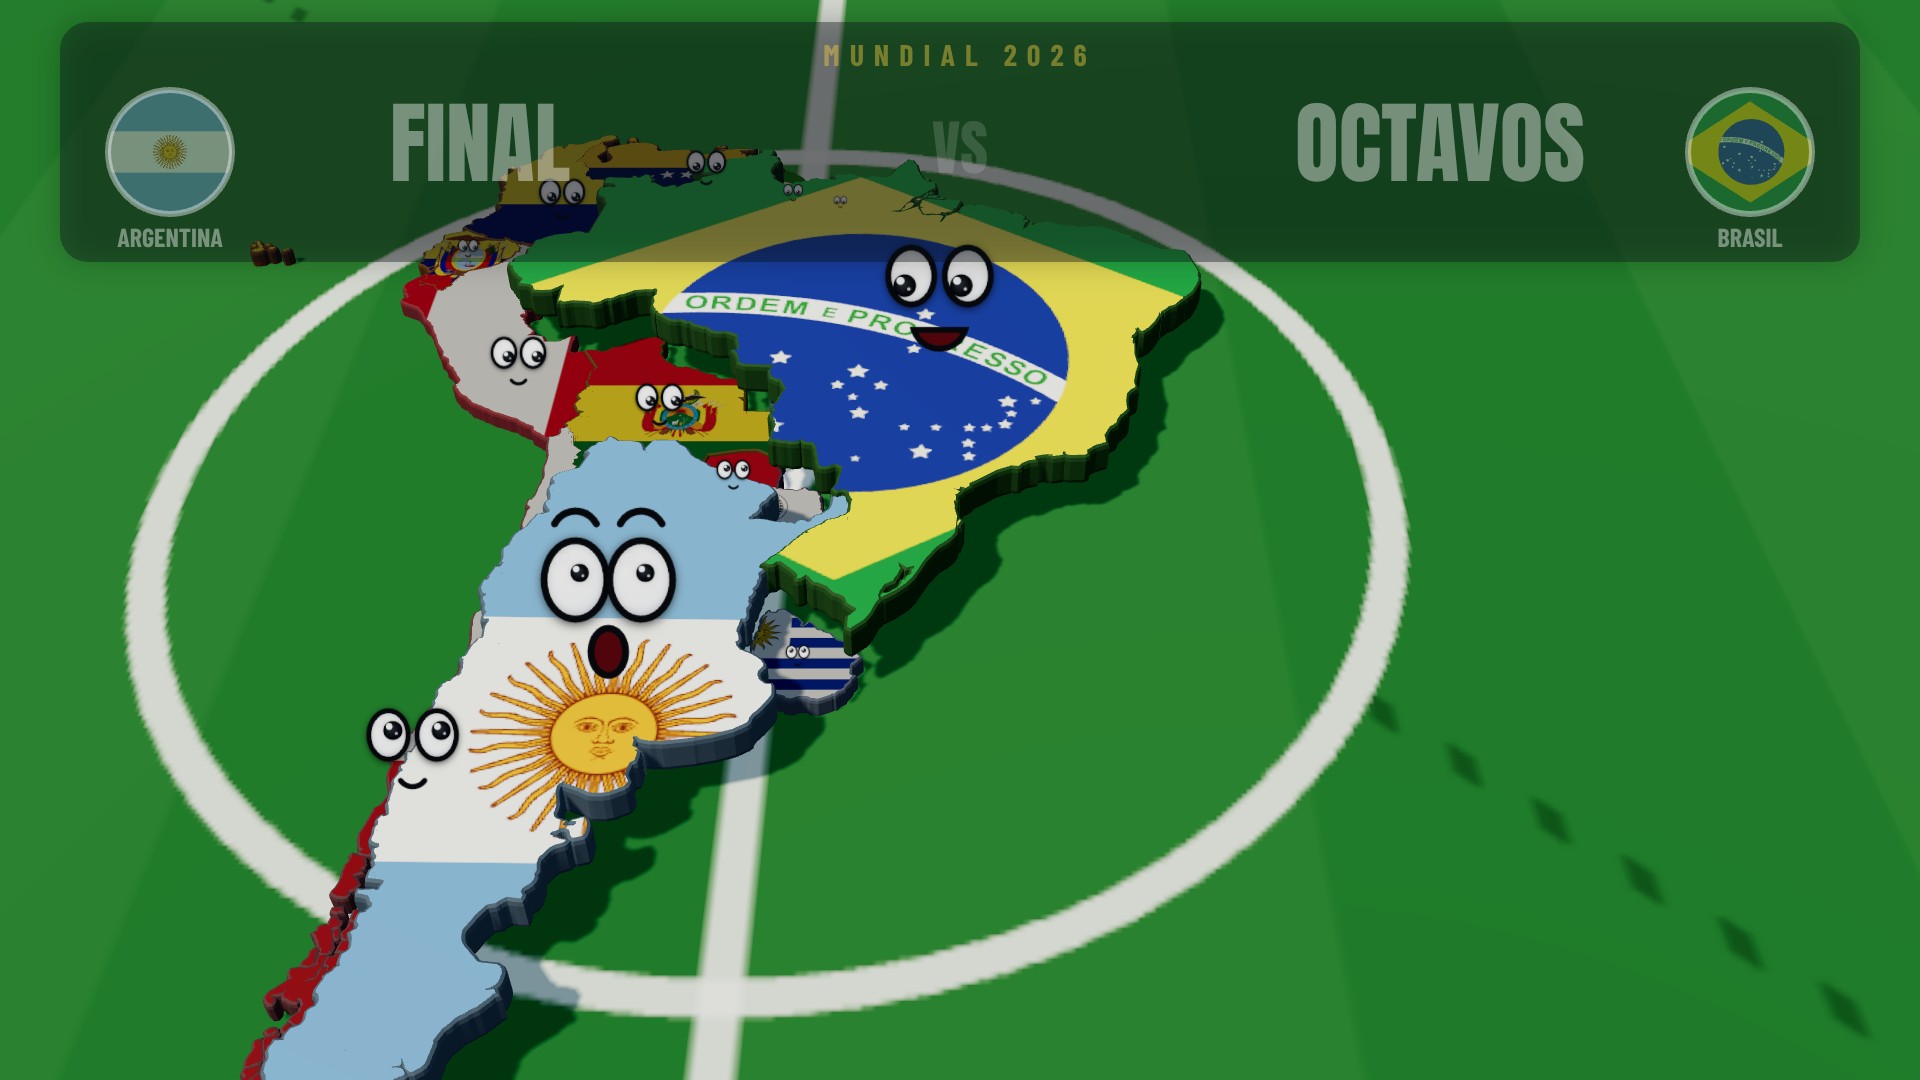 MUNDIAL 2026
FINAL VS OCTAVOS
ARGENTINA
BRASIL
ORDEM E PROGRESSO